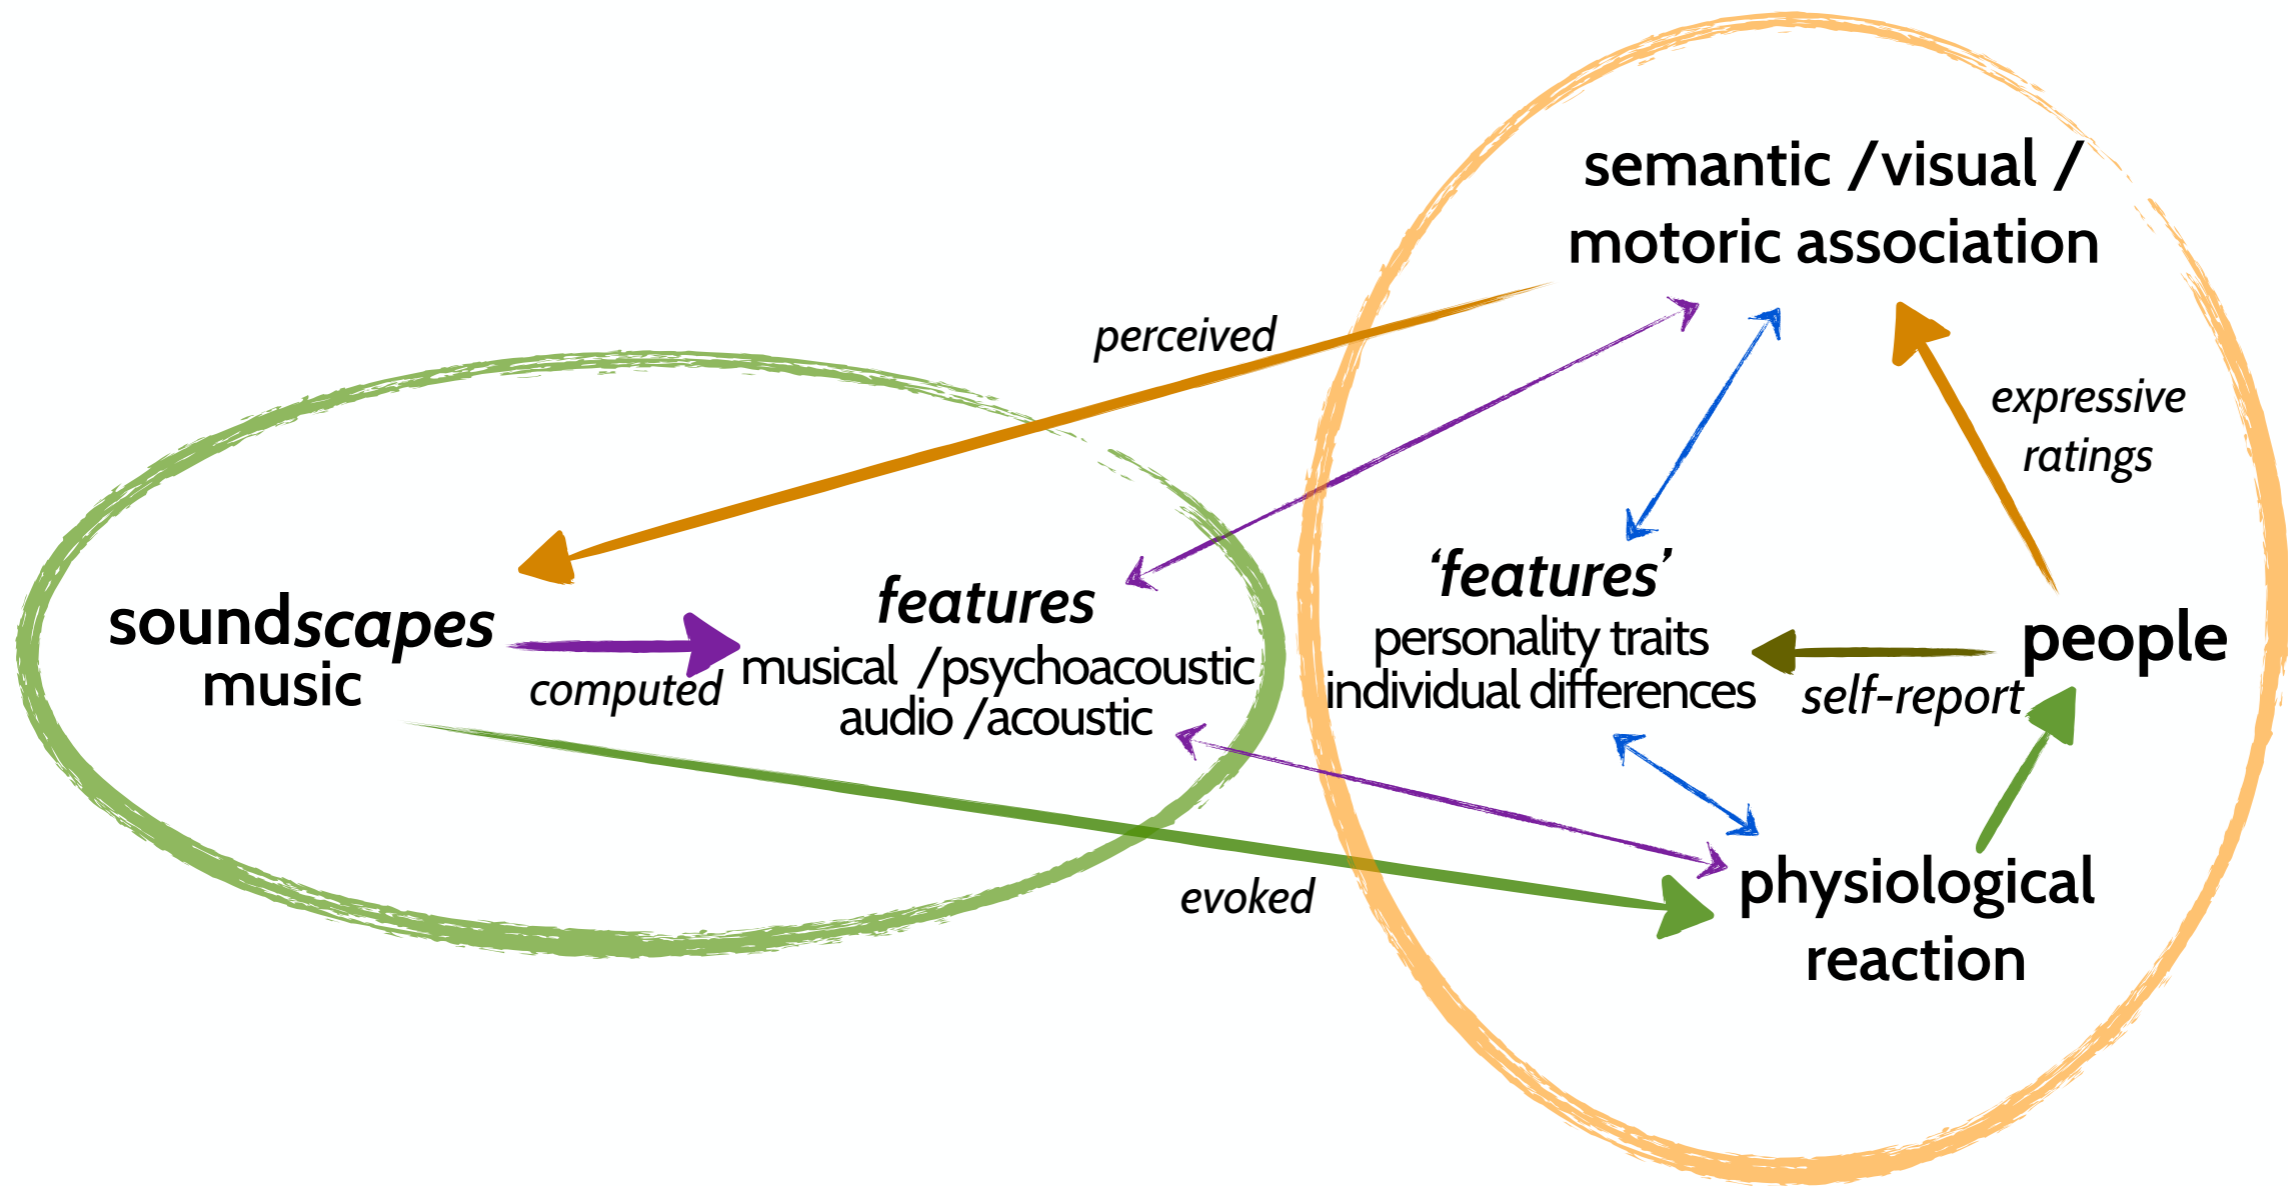 semantic /visual /
motoric association
perceived
expressive
ratings
soundscapes
music
computed
features
musical /psychoacoustic
audio /acoustic
'features'
personality traits
individual differences
self-report
people
evoked
physiological
reaction